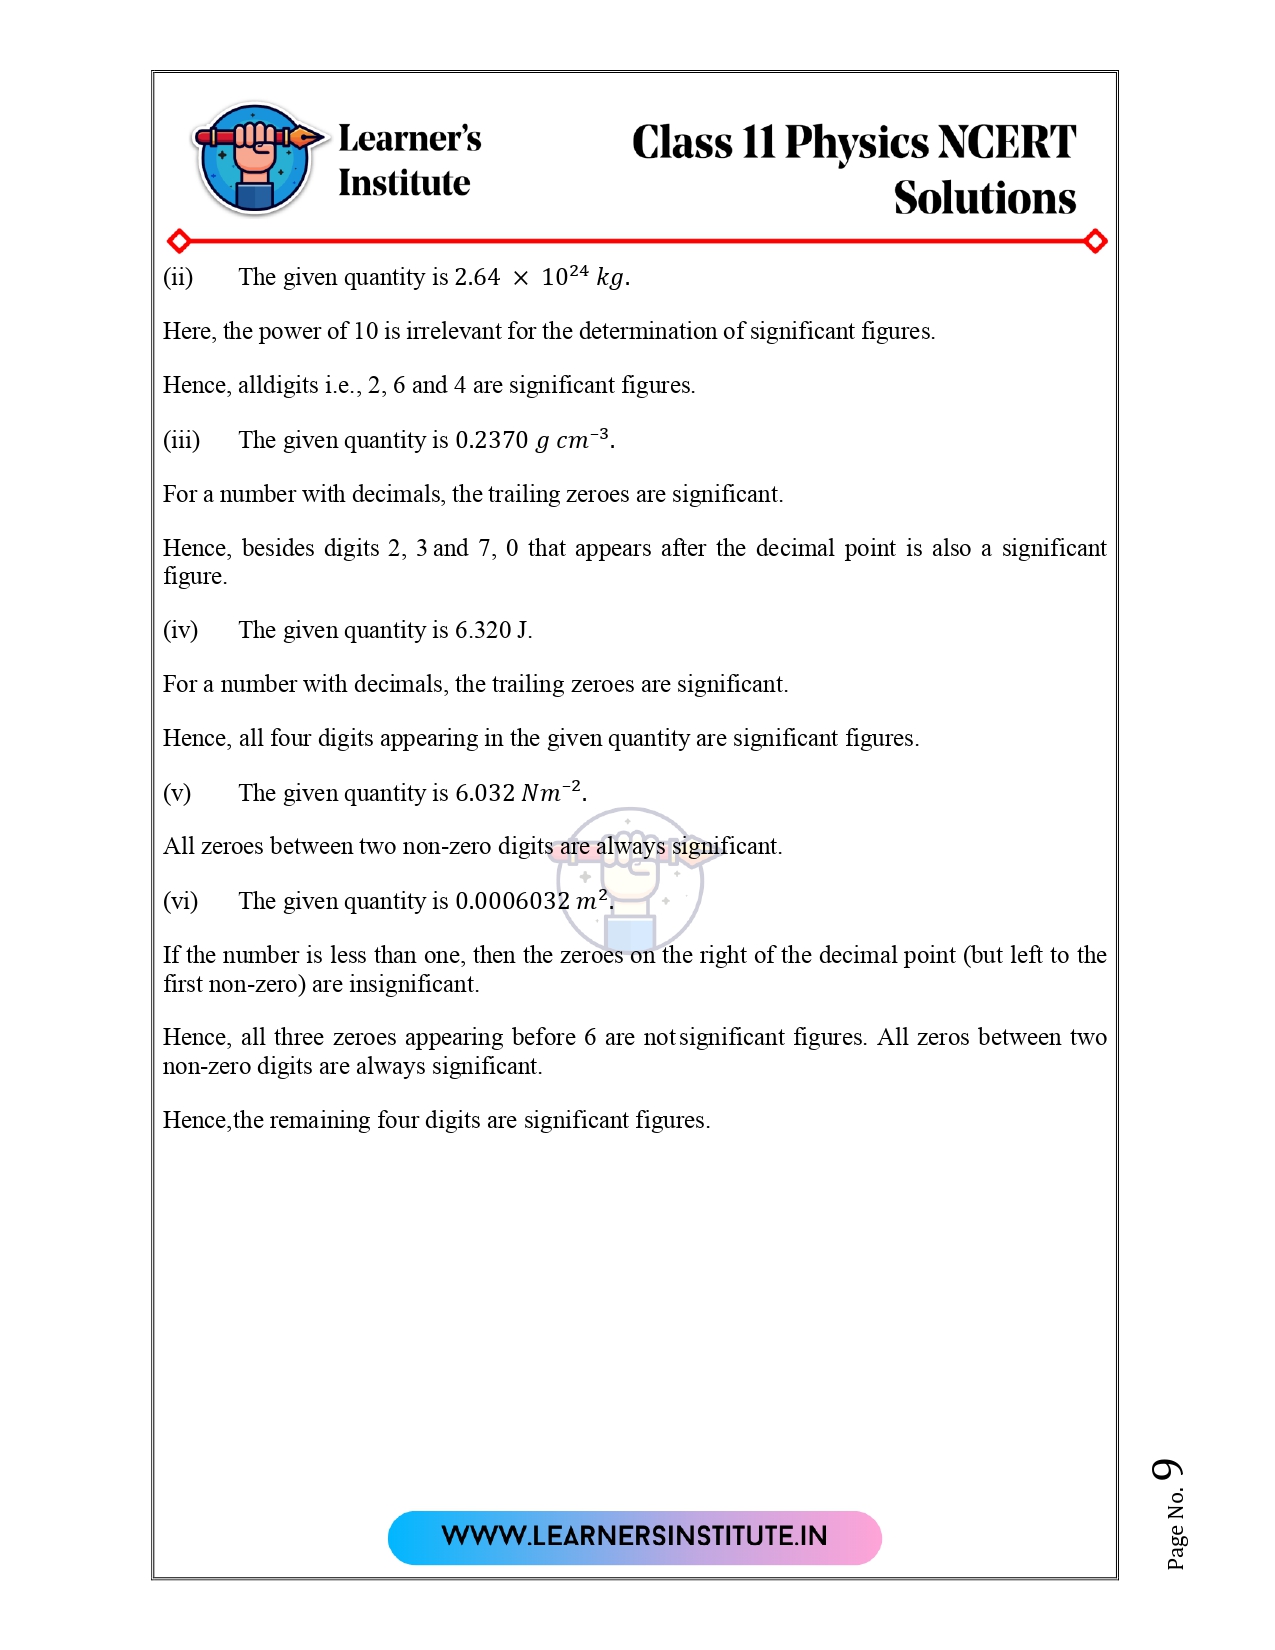 Learner's
Institute
Class 11 Physics NCERT
Solutions
(ii) The given quantity is 2.64 × 10²⁴ kg.
Here, the power of 10 is irrelevant for the determination of significant figures.
Hence, alldigits i.e., 2, 6 and 4 are significant figures.
(iii) The given quantity is 0.2370 g cm⁻³.
For a number with decimals, the trailing zeroes are significant.
Hence, besides digits 2, 3 and 7, 0 that appears after the decimal point is also a significant
figure.
(iv) The given quantity is 6.320 J.
For a number with decimals, the trailing zeroes are significant.
Hence, all four digits appearing in the given quantity are significant figures.
(v) The given quantity is 6.032 Nm⁻².
All zeroes between two non-zero digits are always significant.
(vi) The given quantity is 0.0006032 m².
If the number is less than one, then the zeroes on the right of the decimal point (but left to the
first non-zero) are insignificant.
Hence, all three zeroes appearing before 6 are not significant figures. All zeros between two
non-zero digits are always significant.
Hence,the remaining four digits are significant figures.
WWW.LEARNERSINSTITUTE.IN
Page No. 9